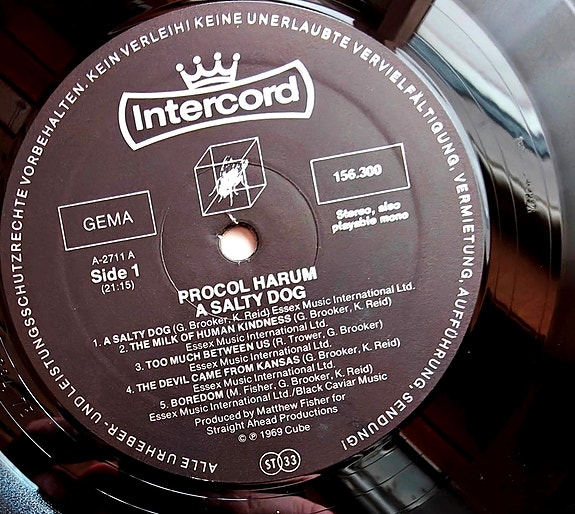 ALLE URHEBER- UND LEISTUNGSSCHUTZRECHTE VORBEHALTEN. KEIN VERLEIH! KEINE UNERLAUBTE VERVIELFÄLTIGUNG, VERMIETUNG, AUFFÜHRUNG, SENDUNG!
Intercord
GEMA
156.300
Stereo, also
playable mono
A-2711 A
Side 1
(21:15)
PROCOL HARUM
A SALTY DOG
1. A SALTY DOG (G. Brooker, K. Reid) Essex Music International Ltd.
2. THE MILK OF HUMAN KINDNESS (G. Brooker, K. Reid)
Essex Music International Ltd.
3. TOO MUCH BETWEEN US (R. Trower, G. Brooker)
Essex Music International Ltd.
4. THE DEVIL CAME FROM KANSAS (G. Brooker, K. Reid)
Essex Music International Ltd.
5. BOREDOM (M. Fisher, G. Brooker, K. Reid)
Essex Music International Ltd./Black Caviar Music
Produced by Matthew Fisher for
Straight Ahead Productions
© ℗ 1969 Cube
ST 33